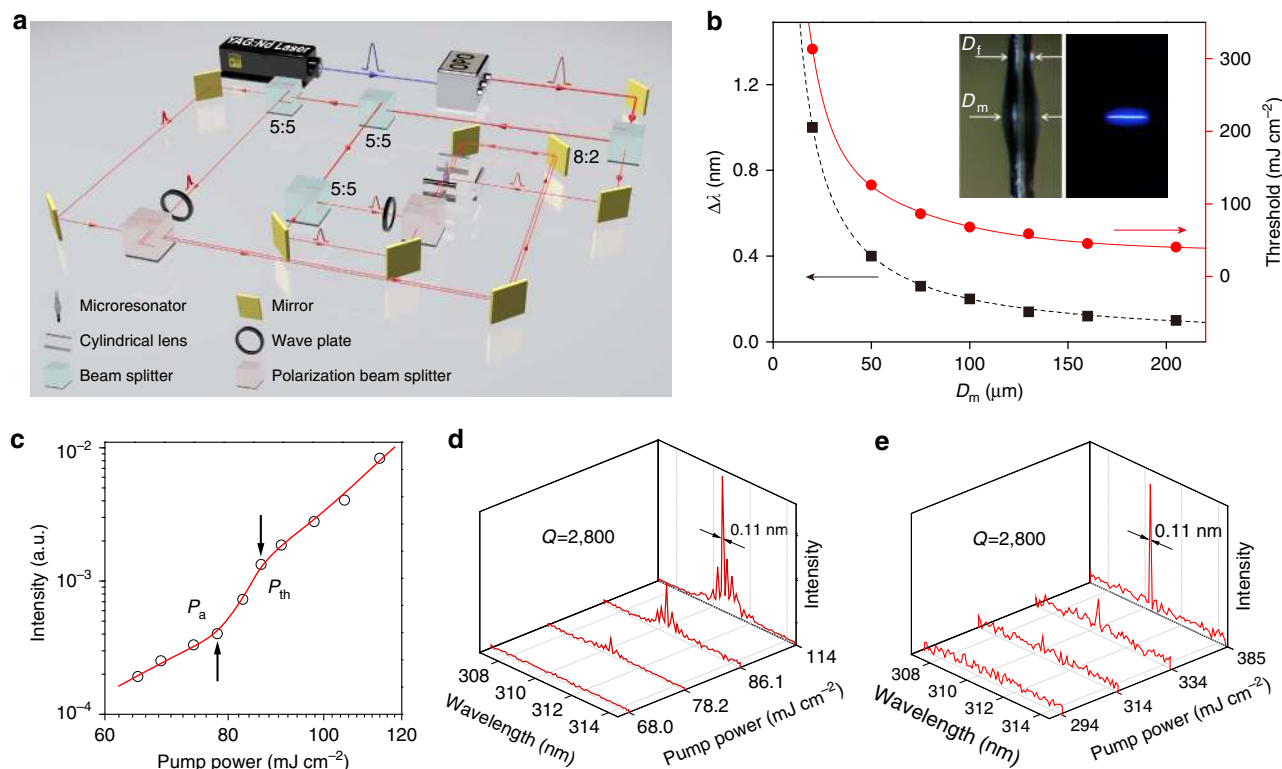 a
YAG:Nd Laser
OPO
5:5
5:5
8:2
5:5
Microresonator
Mirror
Cylindrical lens
Wave plate
Beam splitter
Polarization beam splitter
b
Δλ (nm)
1.2
0.8
0.4
0.0
D_f
D_m
300
200
100
0
Threshold (mJ cm⁻²)
0
50
100
150
200
D_m (μm)
c
Intensity (a.u.)
10⁻²
10⁻³
10⁻⁴
P_a
P_th
60
80
100
120
Pump power (mJ cm⁻²)
d
Q=2,800
0.11 nm
Intensity
308
310
312
314
Wavelength (nm)
68.0
78.2
86.1
114
Pump power (mJ cm⁻²)
e
Q=2,800
0.11 nm
Intensity
308
310
312
314
Wavelength (nm)
294
314
334
385
Pump power (mJ cm⁻²)